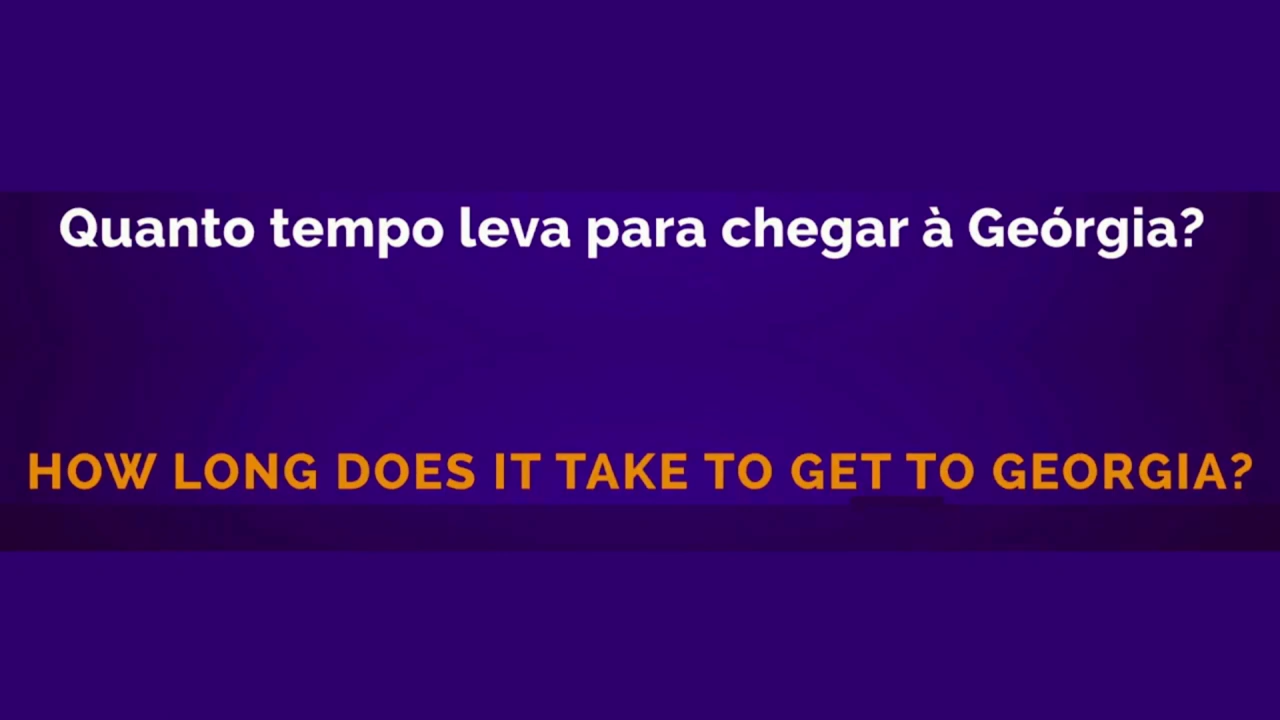 Quanto tempo leva para chegar à Geórgia?
HOW LONG DOES IT TAKE TO GET TO GEORGIA?